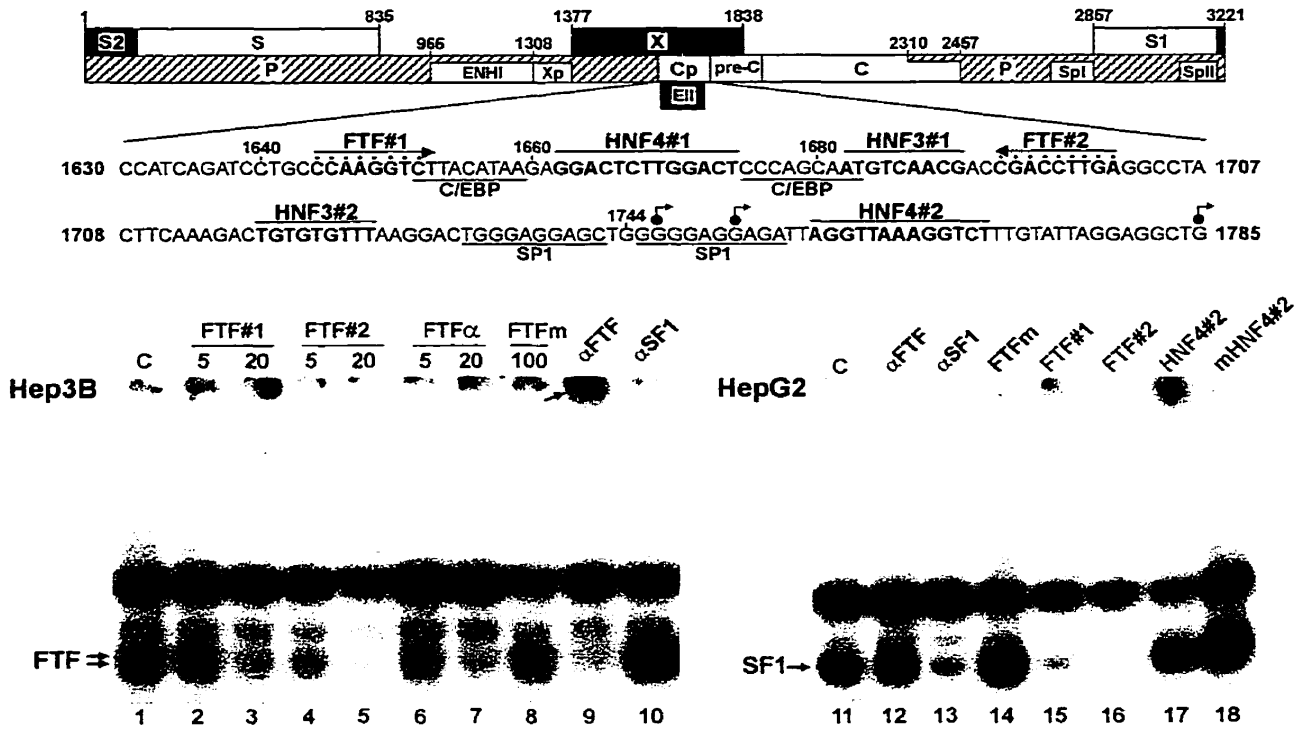 1 835 1377 1838 2857 3221
S2 S X S1
966 1308 2310 2457
P ENHI Xp Cp pre-C C P SpI SpII
EII
1640 FTF#1 1660 HNF4#1 1680 HNF3#1 FTF#2
1630 CCATCAGATCCTGCCCAAGGTCTTACATAAGAGGACTCTTGGACTCCCAGCAATGTCAACGACCGACCTTGAGGCCTA 1707
C/EBP C/EBP
HNF3#2 1744 HNF4#2
1708 CTTCAAAGACTGTGTGTTTAAGGACTGGGAGGAGCTGGGGGAGGAGATTAGGTTAAAGGTCTTTGTATTAGGAGGCTG 1785
SP1 SP1
FTF#1 FTF#2 FTFα FTFm αFTF αSF1
C 5 20 5 20 5 20 100
Hep3B
C αFTF αSF1 FTFm FTF#1 FTF#2 HNF4#2 mHNF4#2
HepG2
FTF
SF1
1 2 3 4 5 6 7 8 9 10
11 12 13 14 15 16 17 18